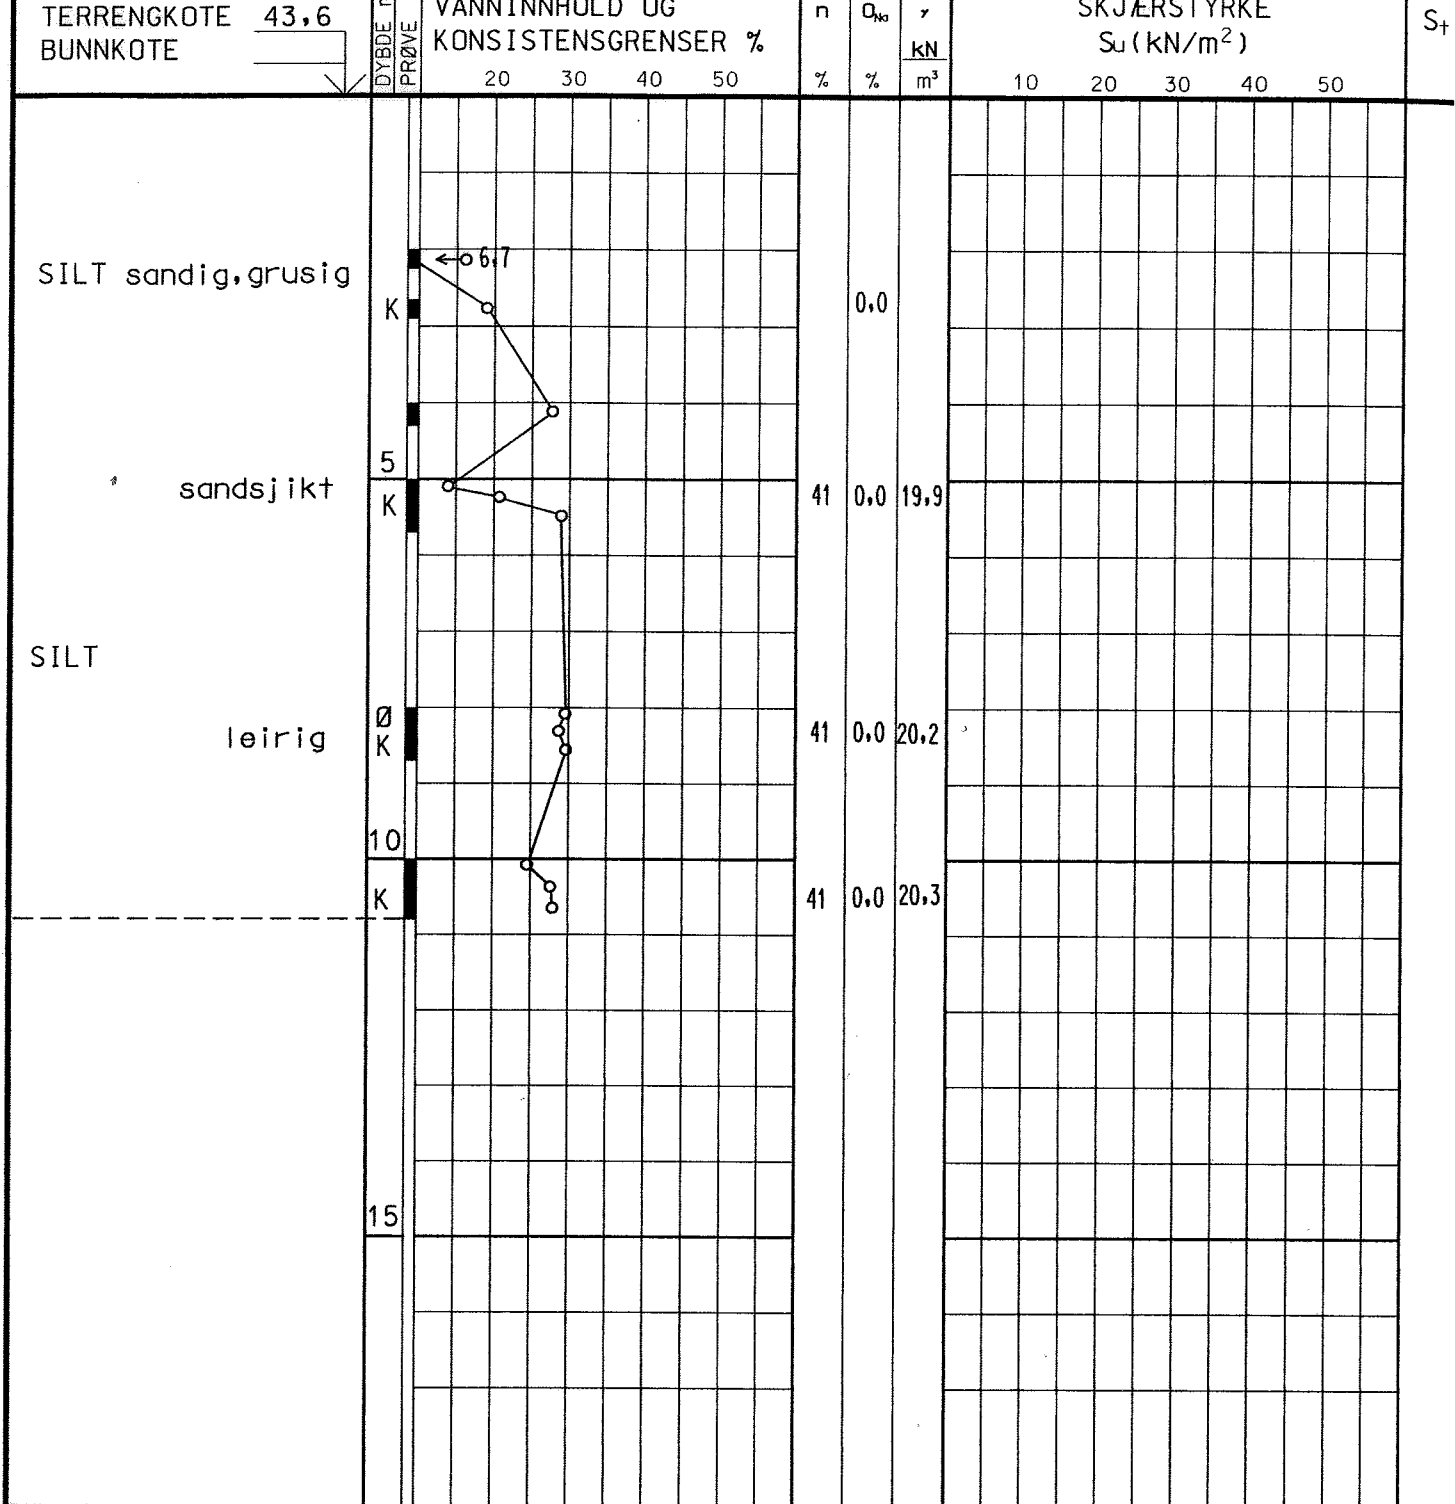 TERRENGKOTE 43,6
BUNNKOTE
DYBDE
PRØVE
VANNINNHOLD OG
KONSISTENSGRENSER %
20 30 40 50
n
%
O_Na
%
γ
kN
m³
SKJÆRSTYRKE
Su (kN/m²)
10 20 30 40 50
St
6,7
SILT sandig, grusig
K 0,0
5
sandsjikt K 41 0,0 19,9
SILT
Ø
leirig K 41 0,0 20,2
10
K 41 0,0 20,3
15